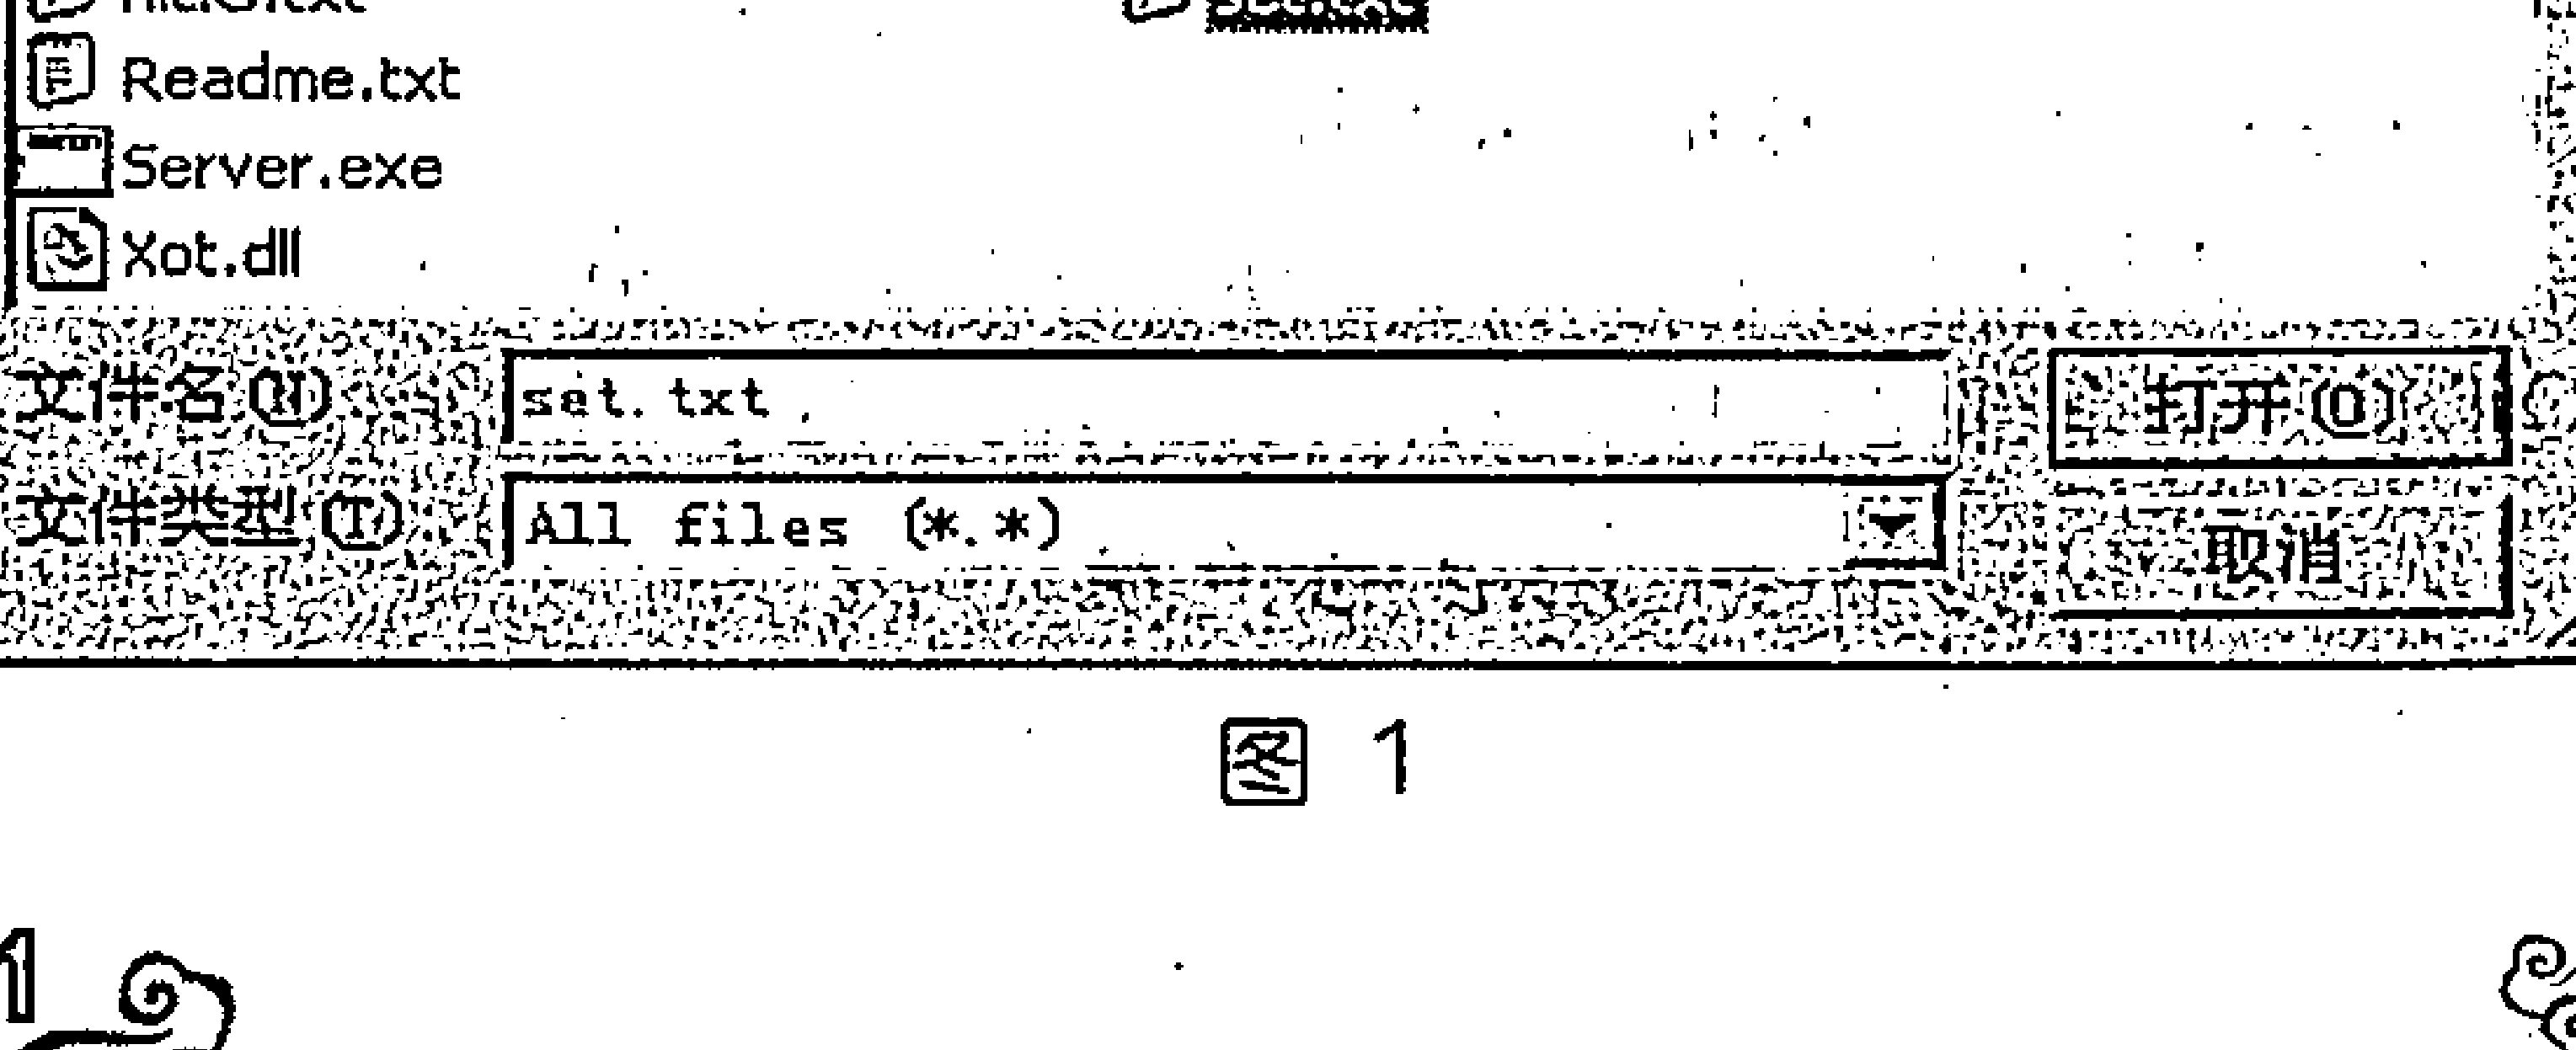 Readme.txt
Server.exe
Xot.dll
文件名(N)
set.txt
打开(O)
文件类型(T)
All files (*.*)
取消
图 1
1